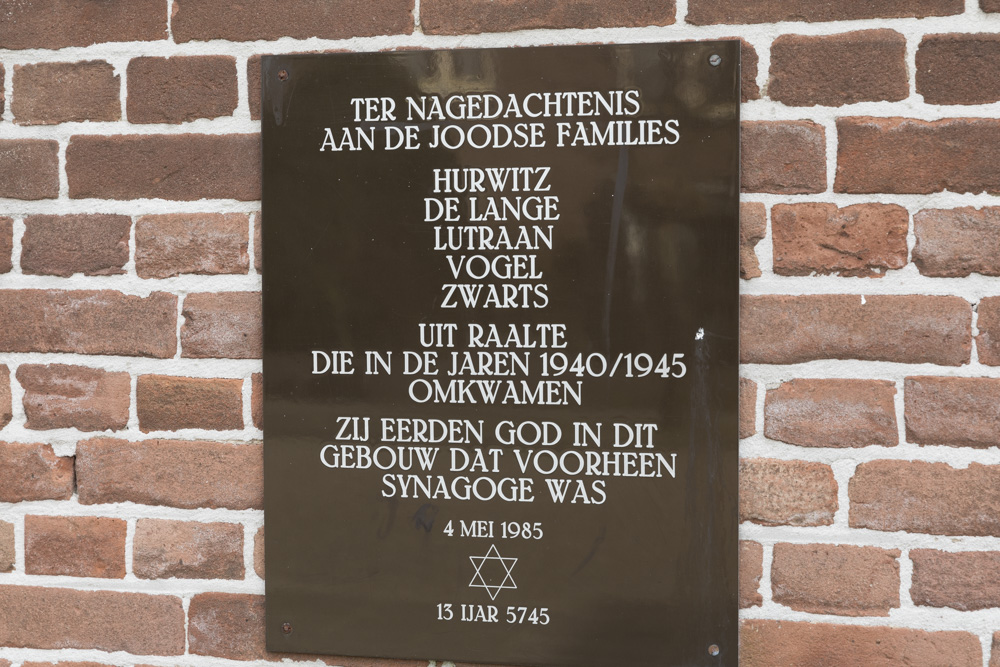 TER NAGEDACHTENIS
AAN DE JOODSE FAMILIES
HURWITZ
DE LANGE
LUTRAAN
VOGEL
ZWARTS
UIT RAALTE
DIE IN DE JAREN 1940/1945
OMKWAMEN
ZIJ EERDEN GOD IN DIT
GEBOUW DAT VOORHEEN
SYNAGOGE WAS
4 MEI 1985
13 IJAR 5745